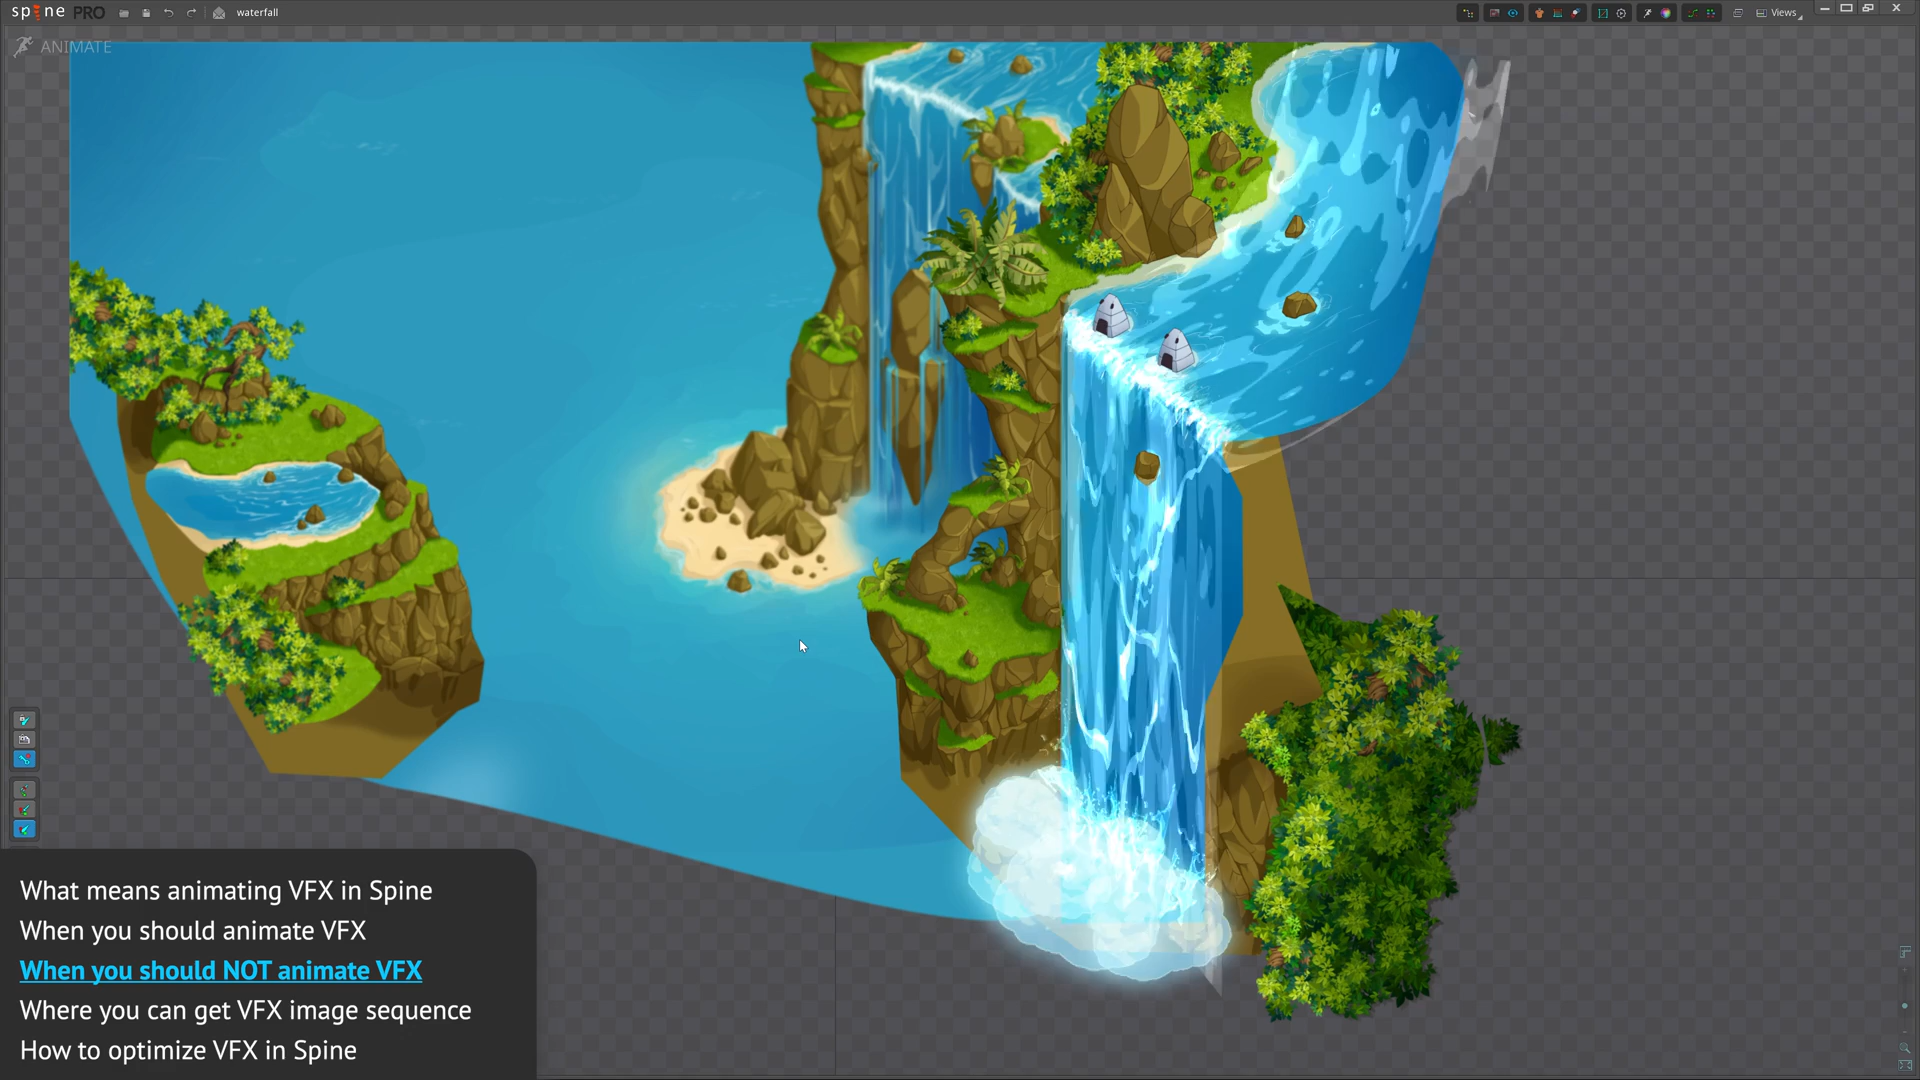 spine PRO
waterfall
Views
ANIMATE
What means animating VFX in Spine
When you should animate VFX
When you should NOT animate VFX
Where you can get VFX image sequence
How to optimize VFX in Spine